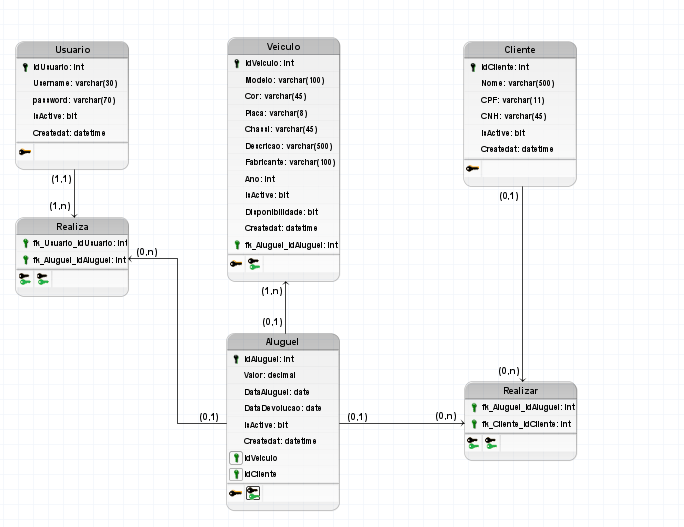 Usuario
IdUsuario: Int
Username: varchar(30)
password: varchar(70)
IsActive: bit
Createdat: datetime
(1,1)
(1,n)
Realiza
fk_Usuario_IdUsuario: Int
fk_Aluguel_IdAluguel: Int
(0,n)
Veiculo
IdVeiculo: Int
Modelo: varchar(100)
Cor: varchar(45)
Placa: varchar(8)
Chassi: varchar(45)
Descricao: varchar(500)
Fabricante: varchar(100)
Ano: Int
IsActive: bit
Disponibilidade: bit
Createdat: datetime
fk_Aluguel_IdAluguel: Int
(1,n)
(0,1)
Aluguel
IdAluguel: Int
Valor: decimal
DataAluguel: date
DataDevolucao: date
IsActive: bit
Createdat: datetime
IdVeiculo
IdCliente
(0,1)
(0,1)
Cliente
IdCliente: Int
Nome: varchar(500)
CPF: varchar(11)
CNH: varchar(45)
IsActive: bit
Createdat: datetime
(0,1)
(0,n)
(0,n)
Realizar
fk_Aluguel_IdAluguel: Int
fk_Cliente_IdCliente: Int